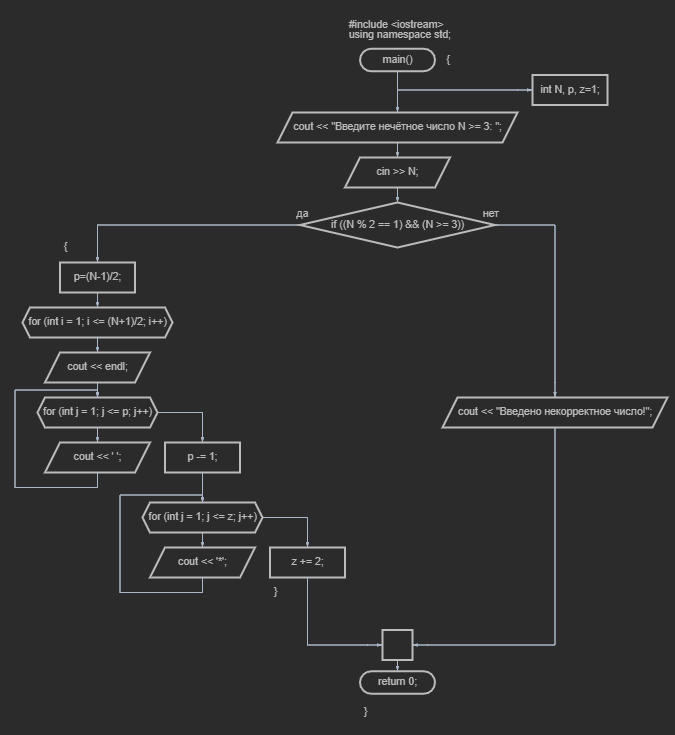 #include <iostream>
using namespace std;
main()
{
int N, p, z=1;
cout << "Введите нечётное число N >= 3: ";
cin >> N;
да
нет
if ((N % 2 == 1) && (N >= 3))
{
p=(N-1)/2;
for (int i = 1; i <= (N+1)/2; i++)
cout << endl;
for (int j = 1; j <= p; j++)
cout << "Введено некорректное число!";
cout << ' ';
p -= 1;
for (int j = 1; j <= z; j++)
cout << '*';
z += 2;
}
return 0;
}